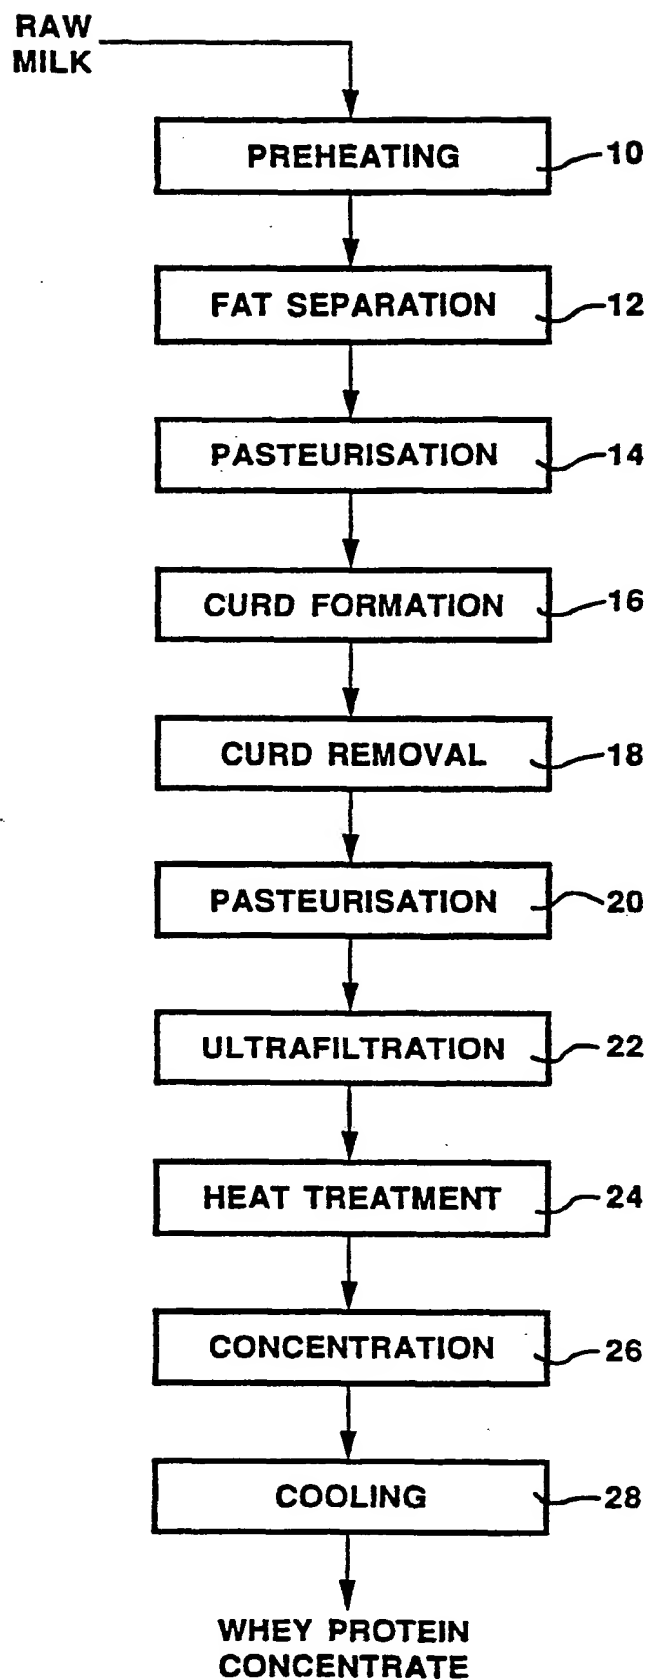 RAW
MILK
PREHEATING 10
FAT SEPARATION 12
PASTEURISATION 14
CURD FORMATION 16
CURD REMOVAL 18
PASTEURISATION 20
ULTRAFILTRATION 22
HEAT TREATMENT 24
CONCENTRATION 26
COOLING 28
WHEY PROTEIN
CONCENTRATE